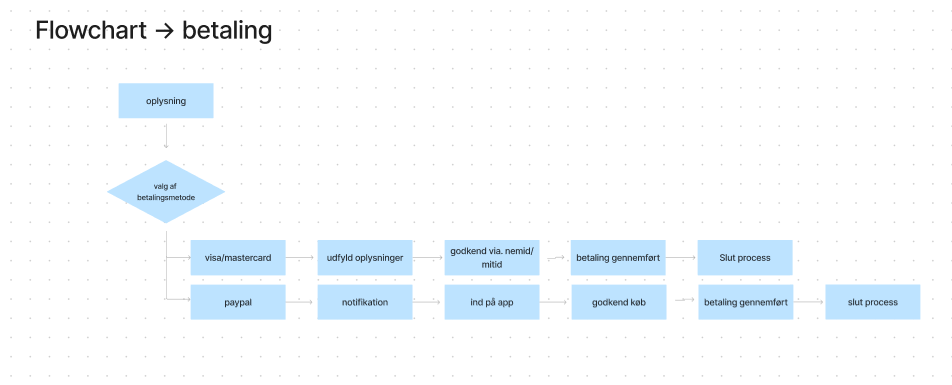 Flowchart → betaling
oplysning
valg af
betalingsmetode
visa/mastercard
udfyld oplysninger
godkend via. nemid/
mitid
betaling gennemført
Slut process
paypal
notifikation
ind på app
godkend køb
betaling gennemført
slut process